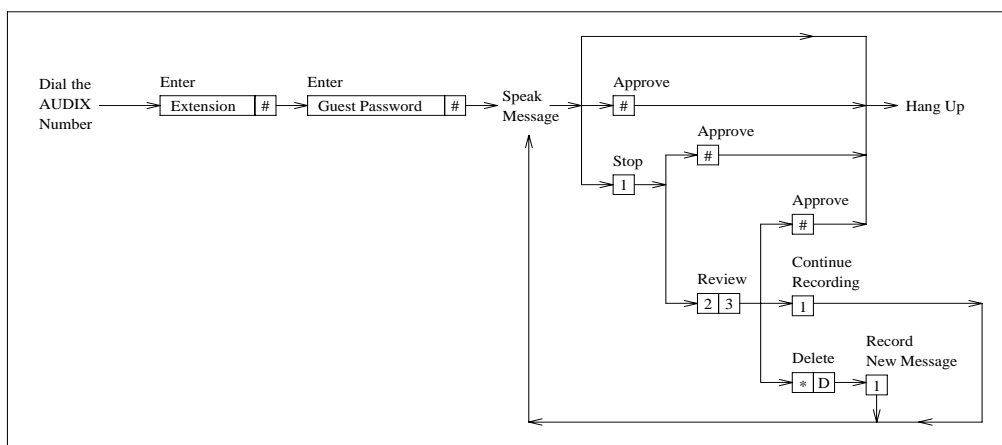 Dial the
AUDIX
Number
Enter
Extension #
Enter
Guest Password #
Speak
Message
Approve
#
Hang Up
Stop
1
Approve
#
Approve
#
Review
2 3
Continue
Recording
1
Delete
* D
Record
New Message
1